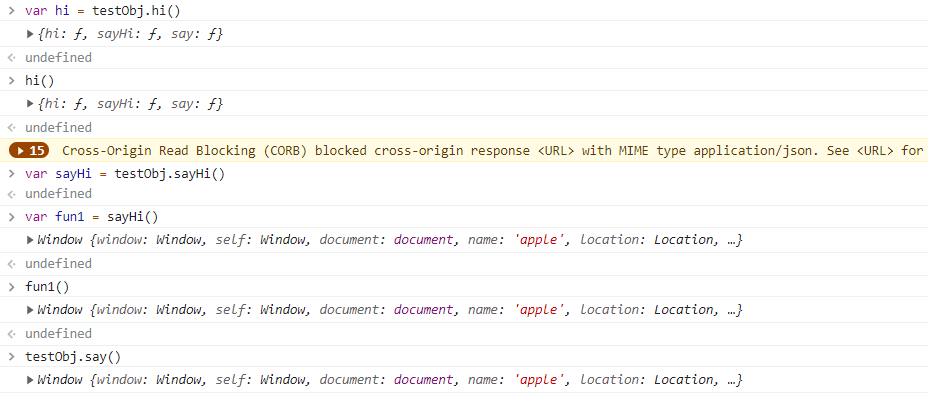 > var hi = testObj.hi()
▶{hi: ƒ, sayHi: ƒ, say: ƒ}
<· undefined
> hi()
▶{hi: ƒ, sayHi: ƒ, say: ƒ}
<· undefined
▶ 15 Cross-Origin Read Blocking (CORB) blocked cross-origin response <URL> with MIME type application/json. See <URL> for
> var sayHi = testObj.sayHi()
<· undefined
> var fun1 = sayHi()
▶Window {window: Window, self: Window, document: document, name: 'apple', location: Location, …}
<· undefined
> fun1()
▶Window {window: Window, self: Window, document: document, name: 'apple', location: Location, …}
<· undefined
> testObj.say()
▶Window {window: Window, self: Window, document: document, name: 'apple', location: Location, …}